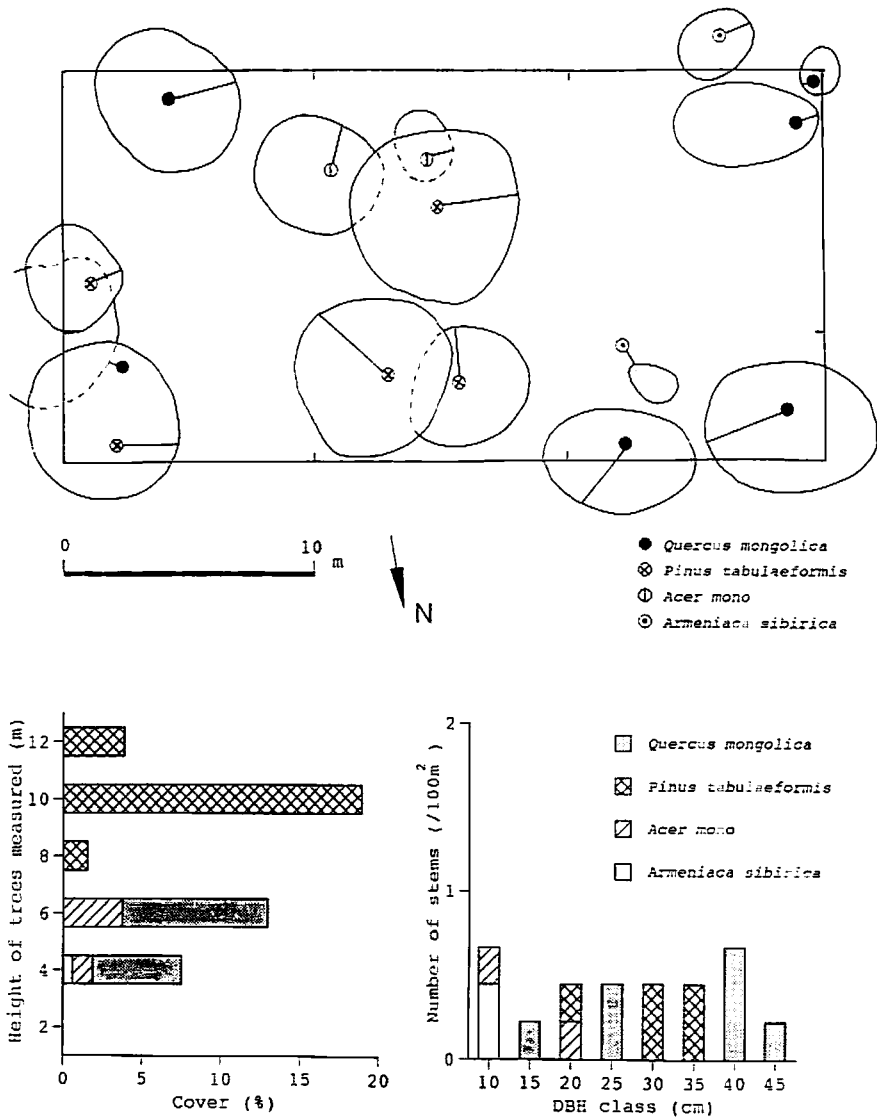 0 10 m
N
Quercus mongolica
Pinus tabulaeformis
Acer mono
Armeniaca sibirica
Height of trees measured (m)
12
10
8
6
4
2
0 5 10 15 20
Cover (%)
Number of stems (/100m²)
2
1
0
10 15 20 25 30 35 40 45
DBH class (cm)
Quercus mongolica
Pinus tabulaeformis
Acer mono
Armeniaca sibirica